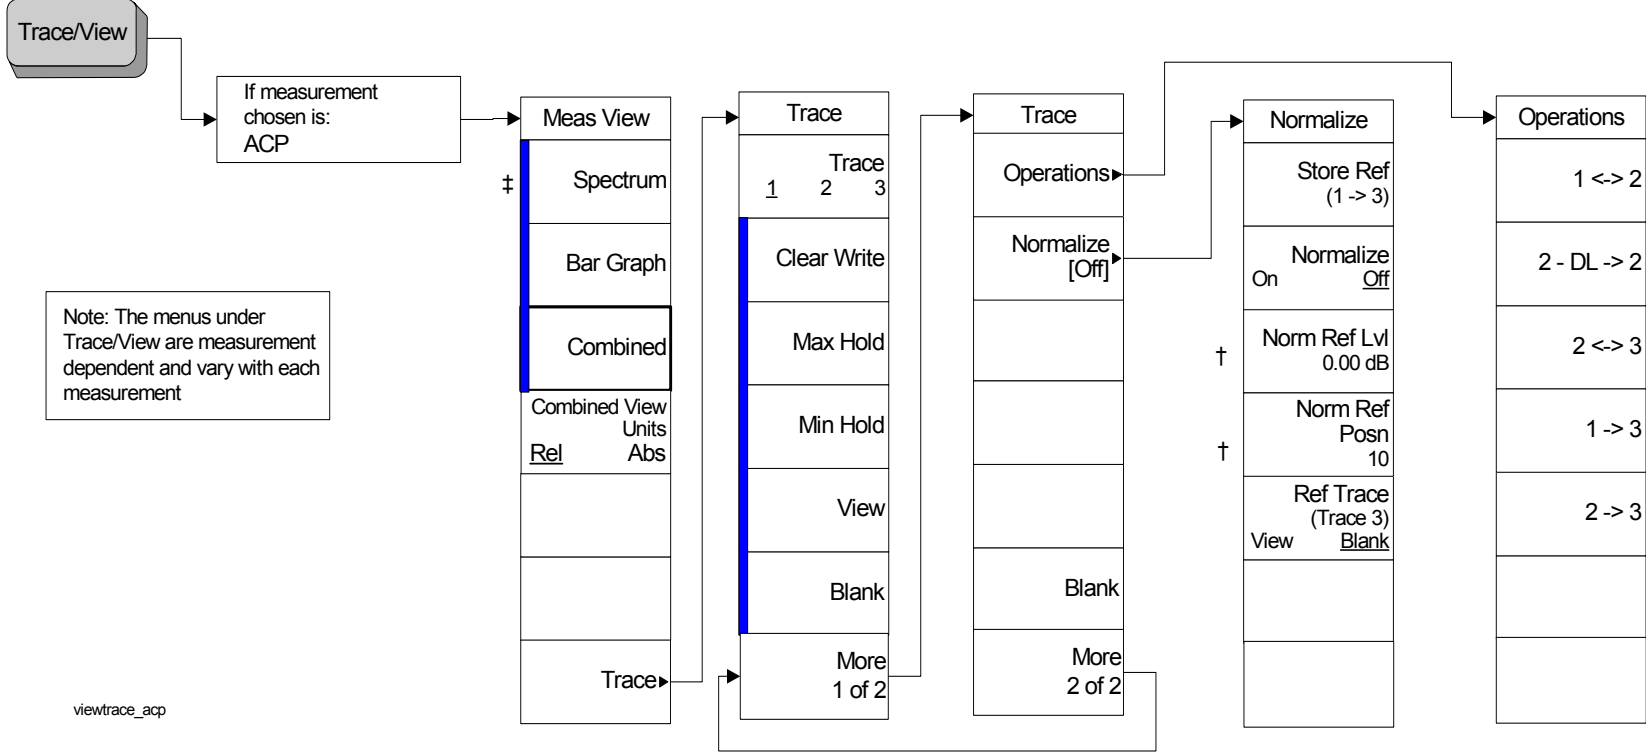 Trace/View
If measurement
chosen is:
ACP
Note: The menus under
Trace/View are measurement
dependent and vary with each
measurement
viewtrace_acp
Meas View
‡
Spectrum
Bar Graph
Combined
Combined View
Units
Rel Abs
Trace
Trace
Trace
1 2 3
Clear Write
Max Hold
Min Hold
View
Blank
More
1 of 2
Trace
Operations
Normalize
[Off]
Blank
More
2 of 2
Normalize
Store Ref
(1 -> 3)
Normalize
On Off
†
Norm Ref Lvl
0.00 dB
†
Norm Ref
Posn
10
Ref Trace
(Trace 3)
View Blank
Operations
1 <-> 2
2 - DL -> 2
2 <-> 3
1 -> 3
2 -> 3